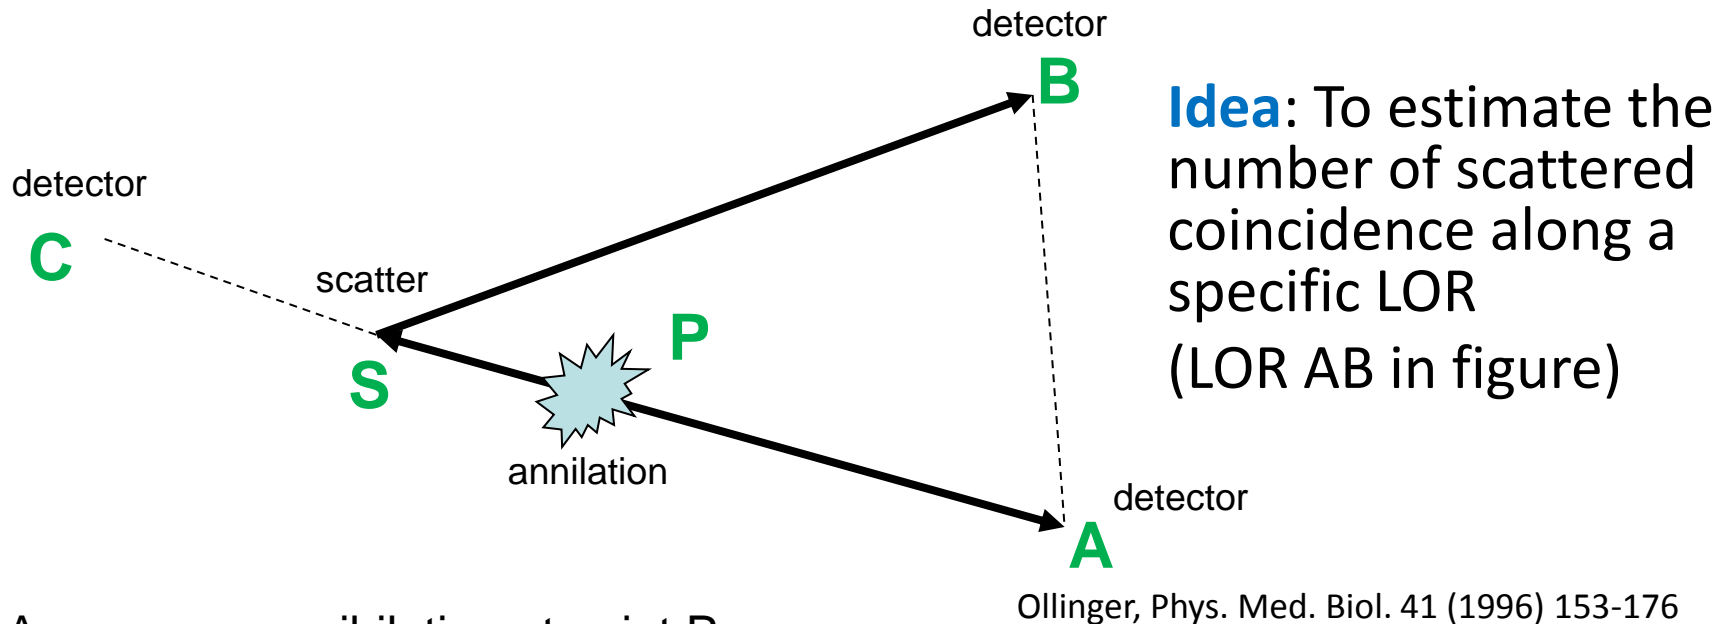 detector
B
detector
C
scatter
S
P
annilation
detector
A
Idea: To estimate the
number of scattered
coincidence along a
specific LOR
(LOR AB in figure)
Ollinger, Phys. Med. Biol. 41 (1996) 153-176